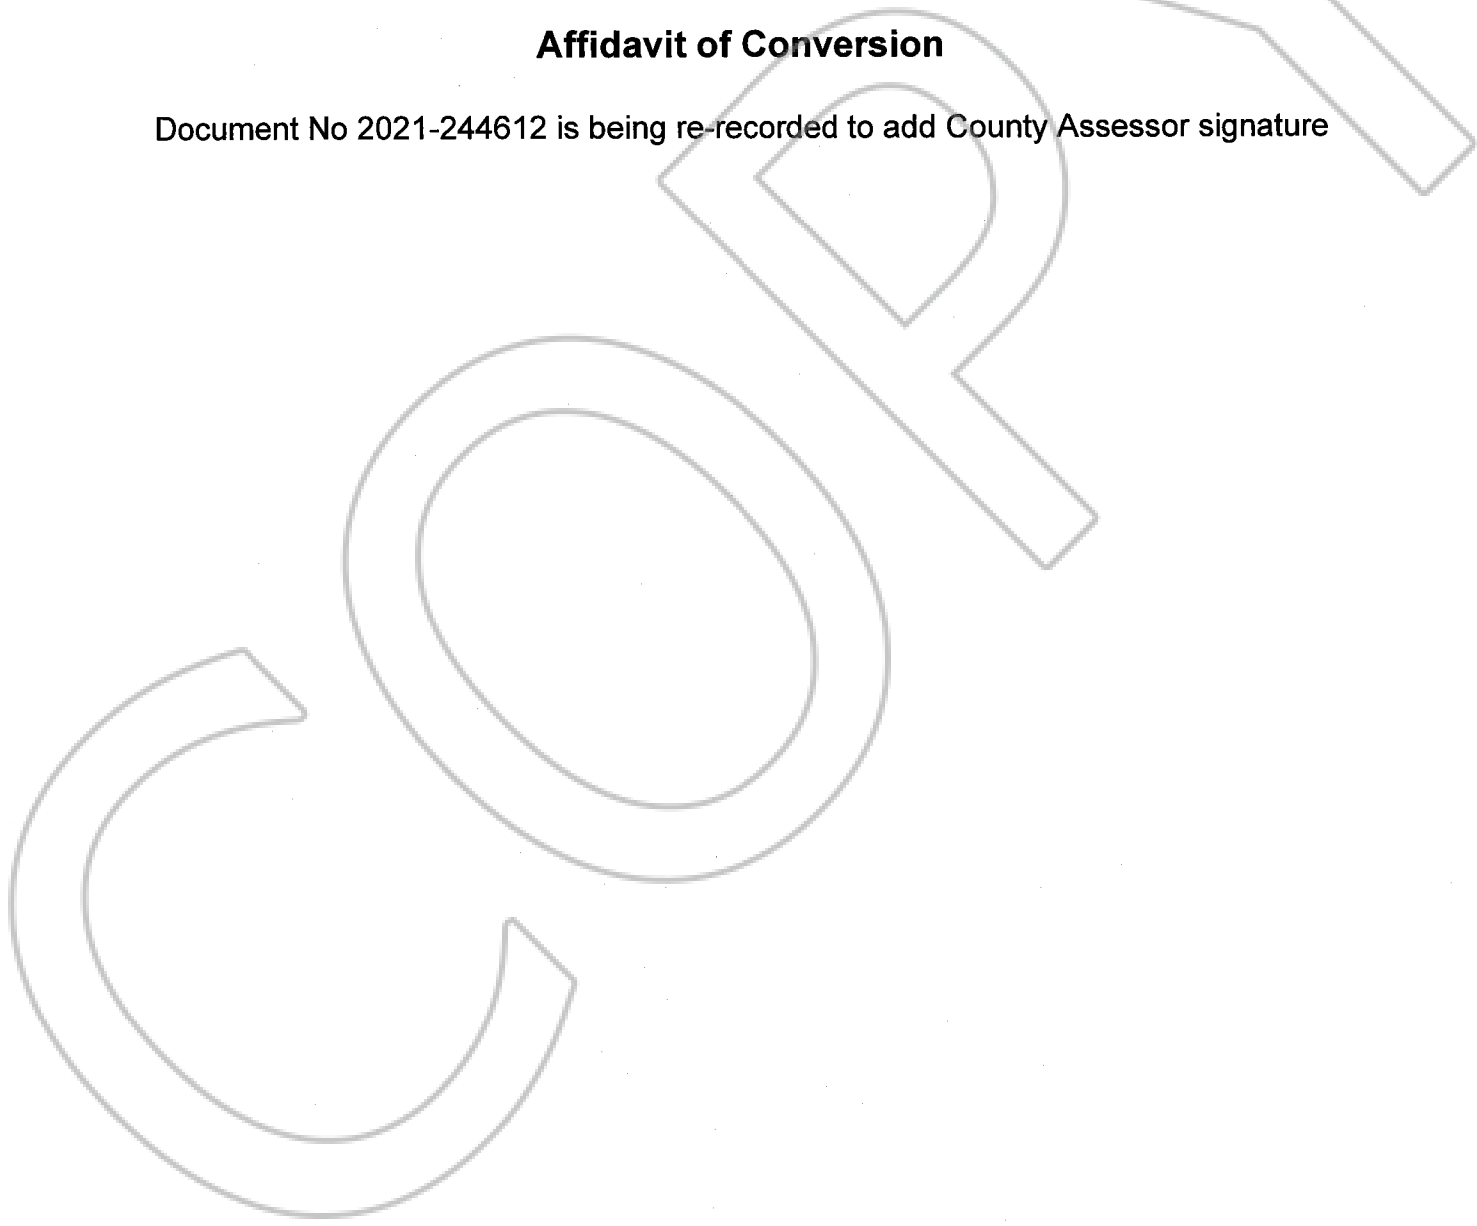 Affidavit of Conversion
Document No 2021-244612 is being re-recorded to add County Assessor signature
COPY